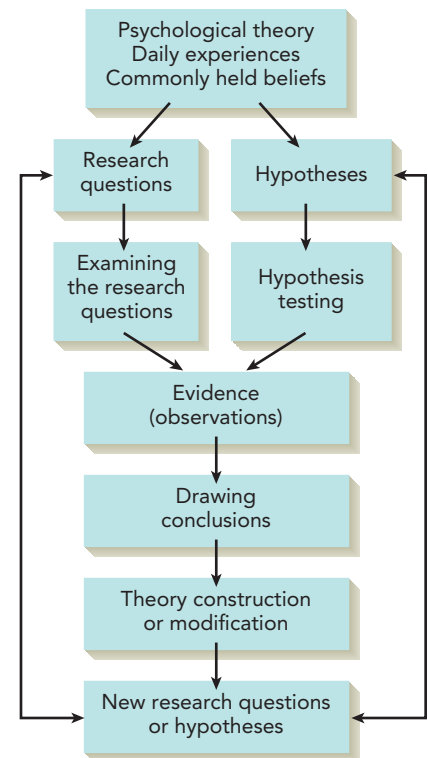 Psychological theory
Daily experiences
Commonly held beliefs
Research
questions
Hypotheses
Examining
the research
questions
Hypothesis
testing
Evidence
(observations)
Drawing
conclusions
Theory construction
or modification
New research questions
or hypotheses